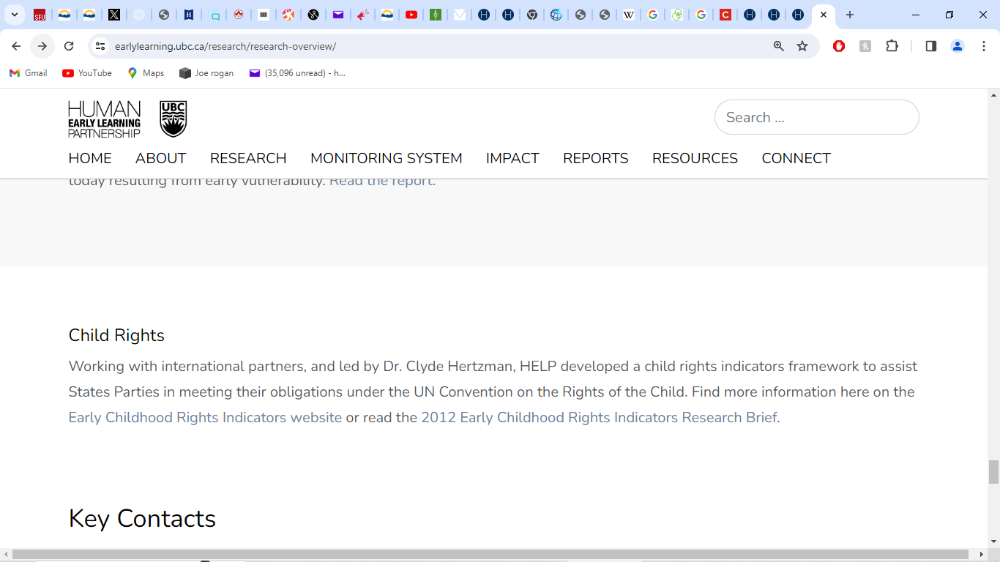 SFU
earlylearning.ubc.ca/research/research-overview/
Gmail YouTube Maps Joe rogan (35,096 unread) - h...
HUMAN
EARLY LEARNING
PARTNERSHIP
UBC
Search ...
HOME ABOUT RESEARCH MONITORING SYSTEM IMPACT REPORTS RESOURCES CONNECT
today resulting from early vulnerability. Read the report.
Child Rights
Working with international partners, and led by Dr. Clyde Hertzman, HELP developed a child rights indicators framework to assist
States Parties in meeting their obligations under the UN Convention on the Rights of the Child. Find more information here on the
Early Childhood Rights Indicators website or read the 2012 Early Childhood Rights Indicators Research Brief.
Key Contacts